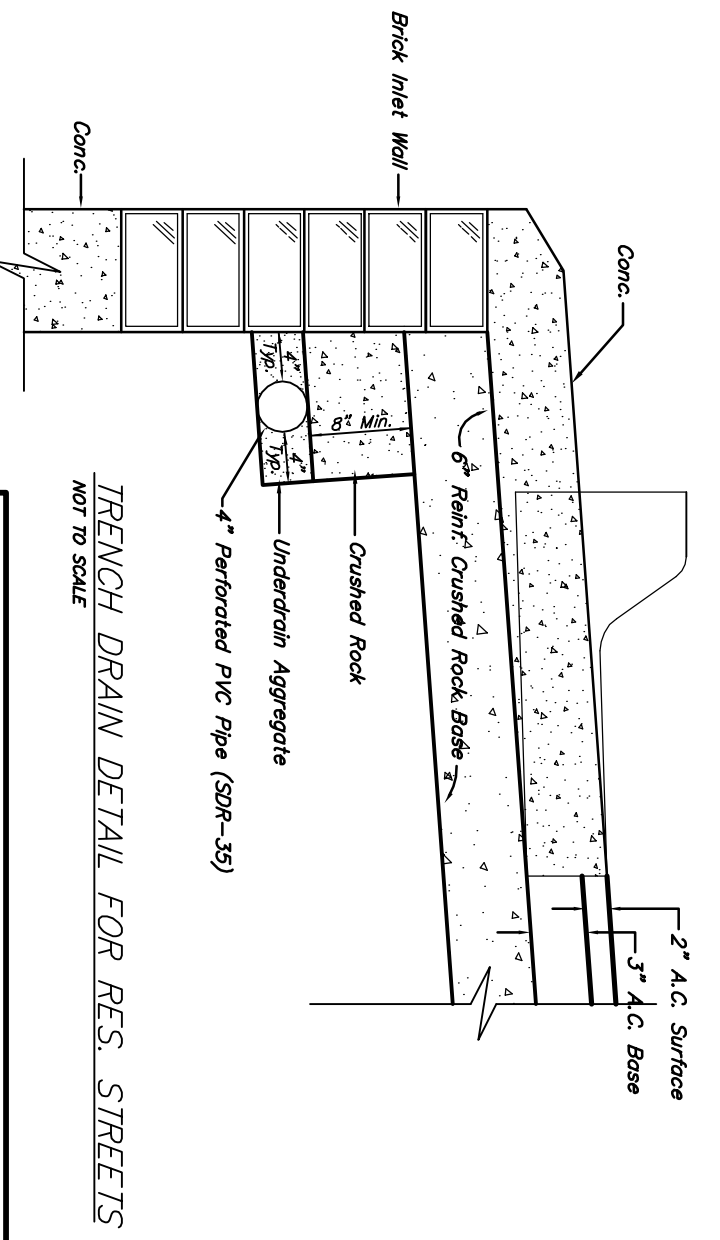 2" A.C. Surface
3" A.C. Base
Conc.
6" Reinf. Crushed Rock Base
Brick Inlet Wall
8" Min.
Crushed Rock
4"
Typ.
4"
Typ.
Underdrain Aggregate
4" Perforated PVC Pipe (SDR-35)
Conc.
TRENCH DRAIN DETAIL FOR RES. STREETS
NOT TO SCALE